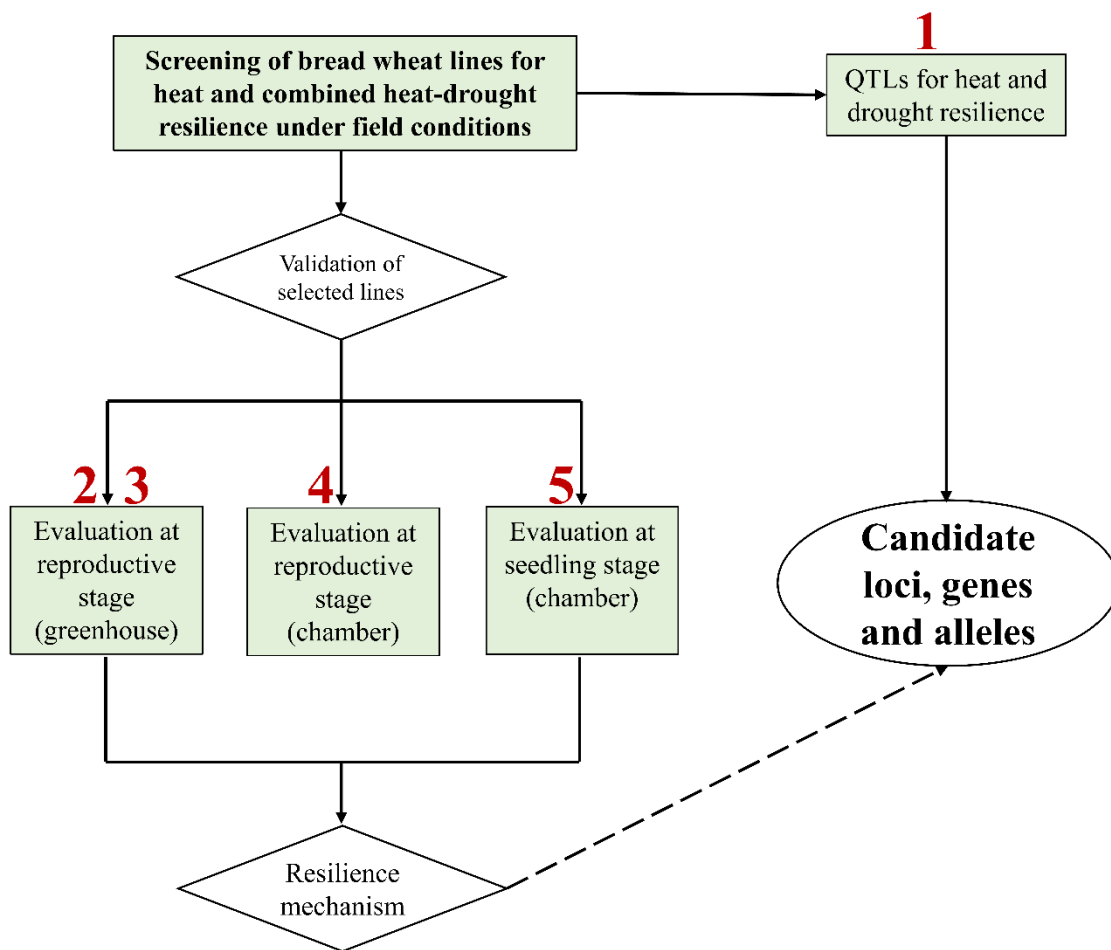 1
Screening of bread wheat lines for
heat and combined heat-drought
resilience under field conditions
QTLs for heat and
drought resilience
Validation of
selected lines
2 3
Evaluation at
reproductive
stage
(greenhouse)
4
Evaluation at
reproductive
stage
(chamber)
5
Evaluation at
seedling stage
(chamber)
Candidate
loci, genes
and alleles
Resilience
mechanism